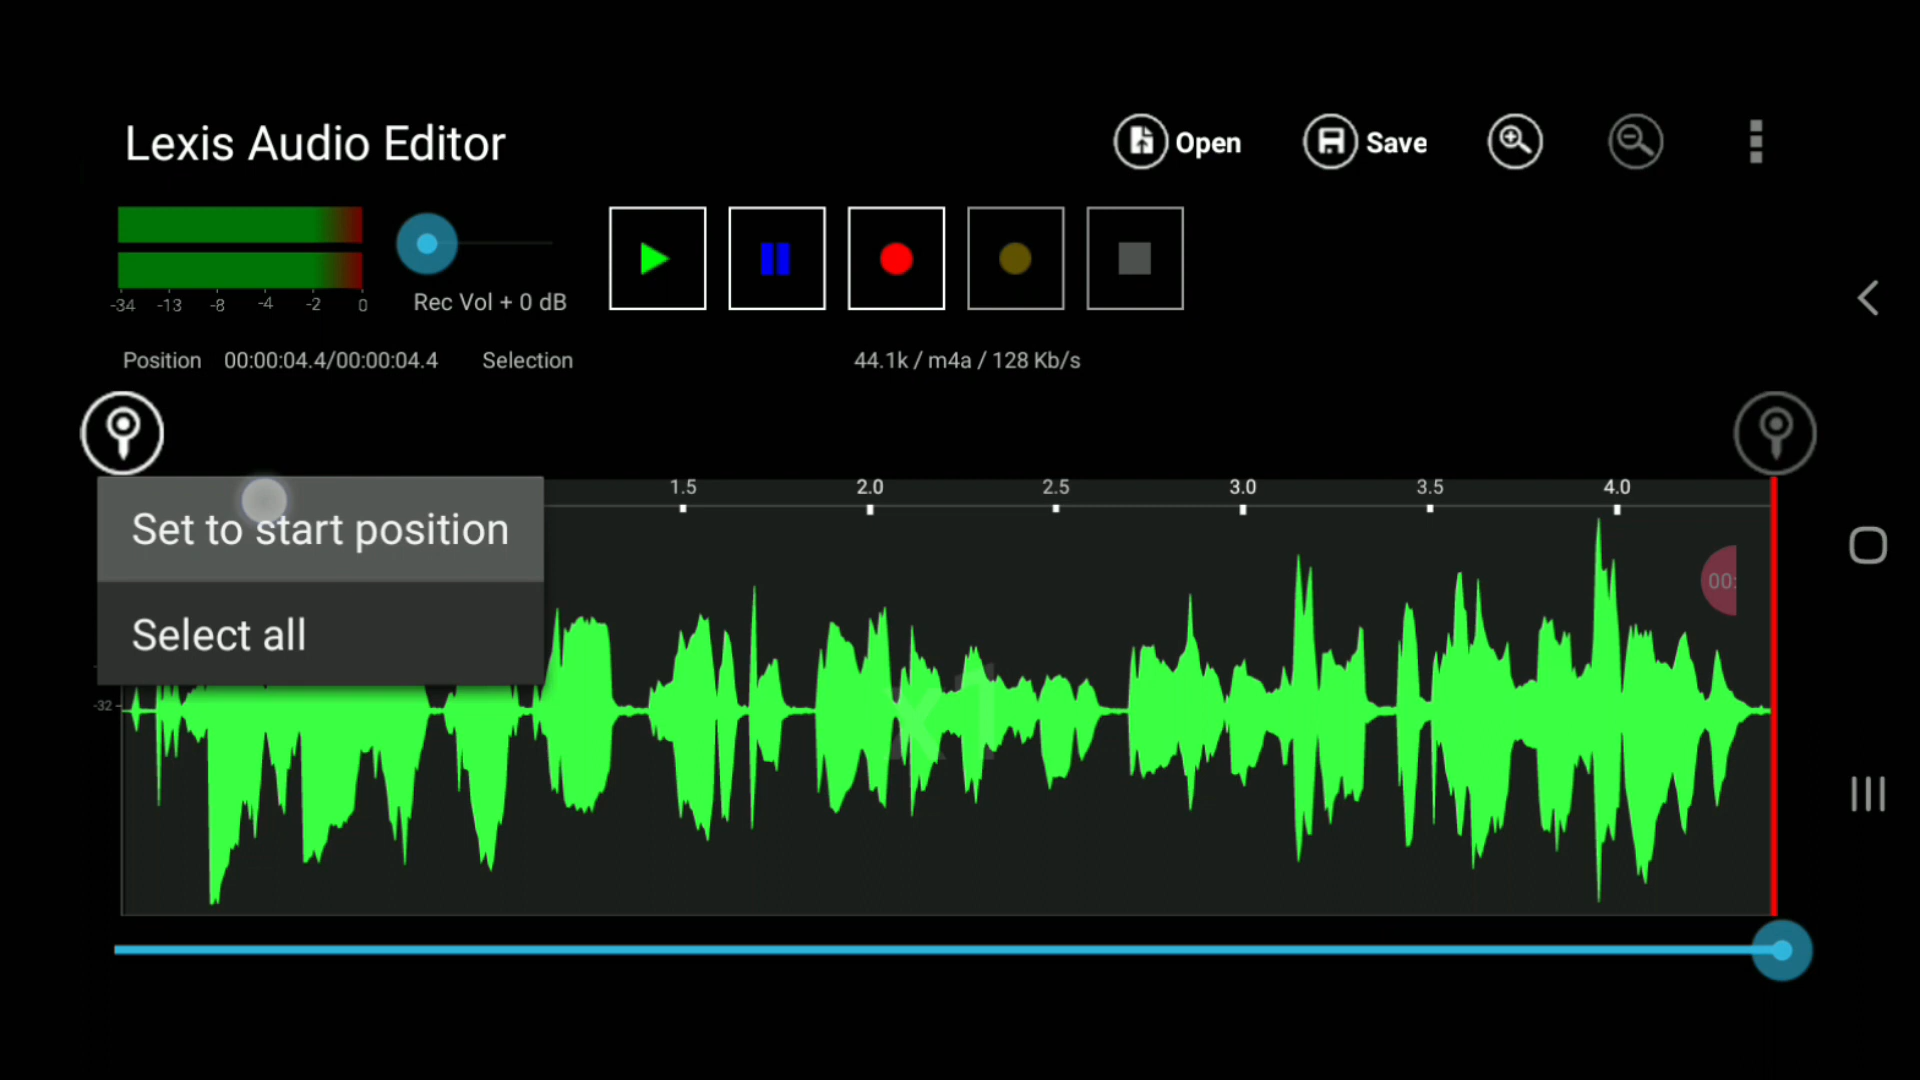 Lexis Audio Editor
Open
Save
-34 -13 -8 -4 -2 0
Rec Vol + 0 dB
Position 00:00:04.4/00:00:04.4 Selection 44.1k / m4a / 128 Kb/s
1.5 2.0 2.5 3.0 3.5 4.0
Set to start position
00:
Select all
-32
x1